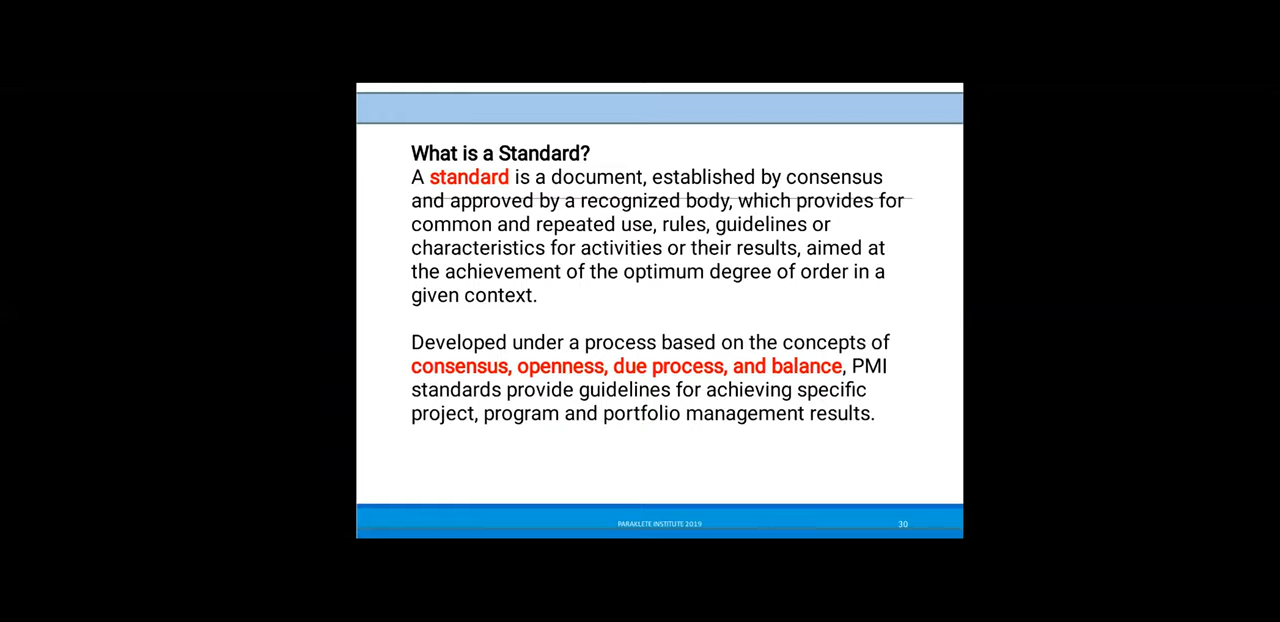 What is a Standard?
A standard is a document, established by consensus
and approved by a recognized body, which provides for
common and repeated use, rules, guidelines or
characteristics for activities or their results, aimed at
the achievement of the optimum degree of order in a
given context.
Developed under a process based on the concepts of
consensus, openness, due process, and balance, PMI
standards provide guidelines for achieving specific
project, program and portfolio management results.
PARAKLETE INSTITUTE 2019
30